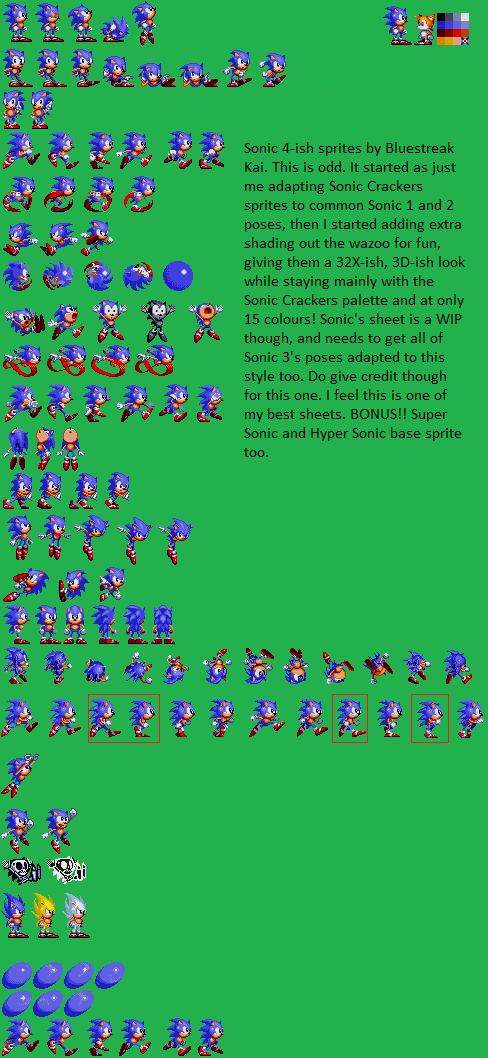 Sonic 4-ish sprites by Bluestreak
Kai. This is odd. It started as just
me adapting Sonic Crackers
sprites to common Sonic 1 and 2
poses, then I started adding extra
shading out the wazoo for fun,
giving them a 32X-ish, 3D-ish look
while staying mainly with the
Sonic Crackers palette and at only
15 colours! Sonic's sheet is a WIP
though, and needs to get all of
Sonic 3's poses adapted to this
style too. Do give credit though
for this one. I feel this is one of
my best sheets. BONUS!! Super
Sonic and Hyper Sonic base sprite
too.